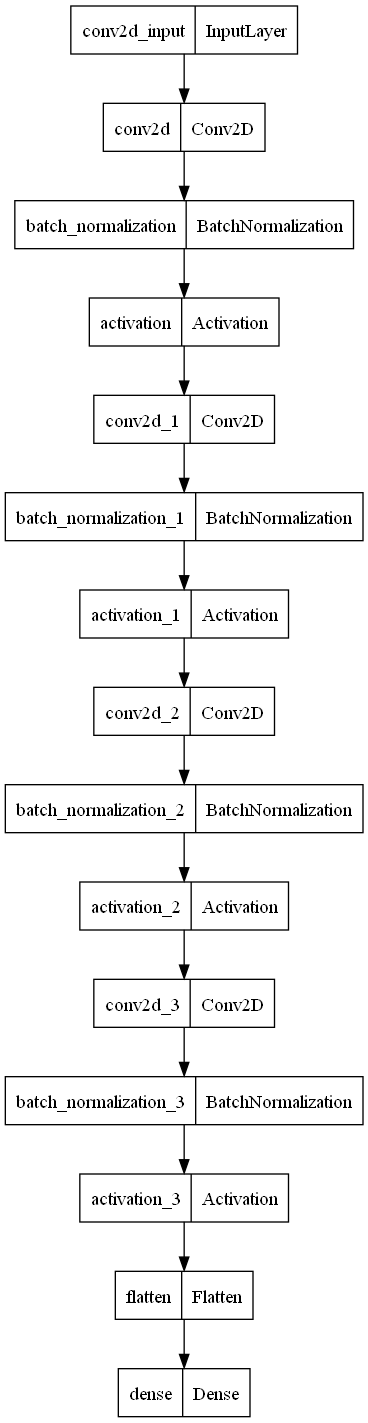 conv2d_input InputLayer
conv2d Conv2D
batch_normalization BatchNormalization
activation Activation
conv2d_1 Conv2D
batch_normalization_1 BatchNormalization
activation_1 Activation
conv2d_2 Conv2D
batch_normalization_2 BatchNormalization
activation_2 Activation
conv2d_3 Conv2D
batch_normalization_3 BatchNormalization
activation_3 Activation
flatten Flatten
dense Dense